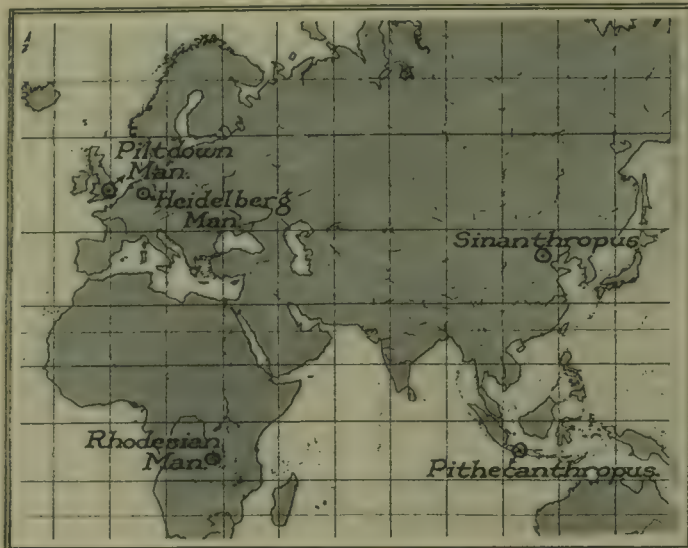 Piltdown
Man.
Heidelberg
Man.
Sinanthropus.
Rhodesian
Man.
Pithecanthropus.